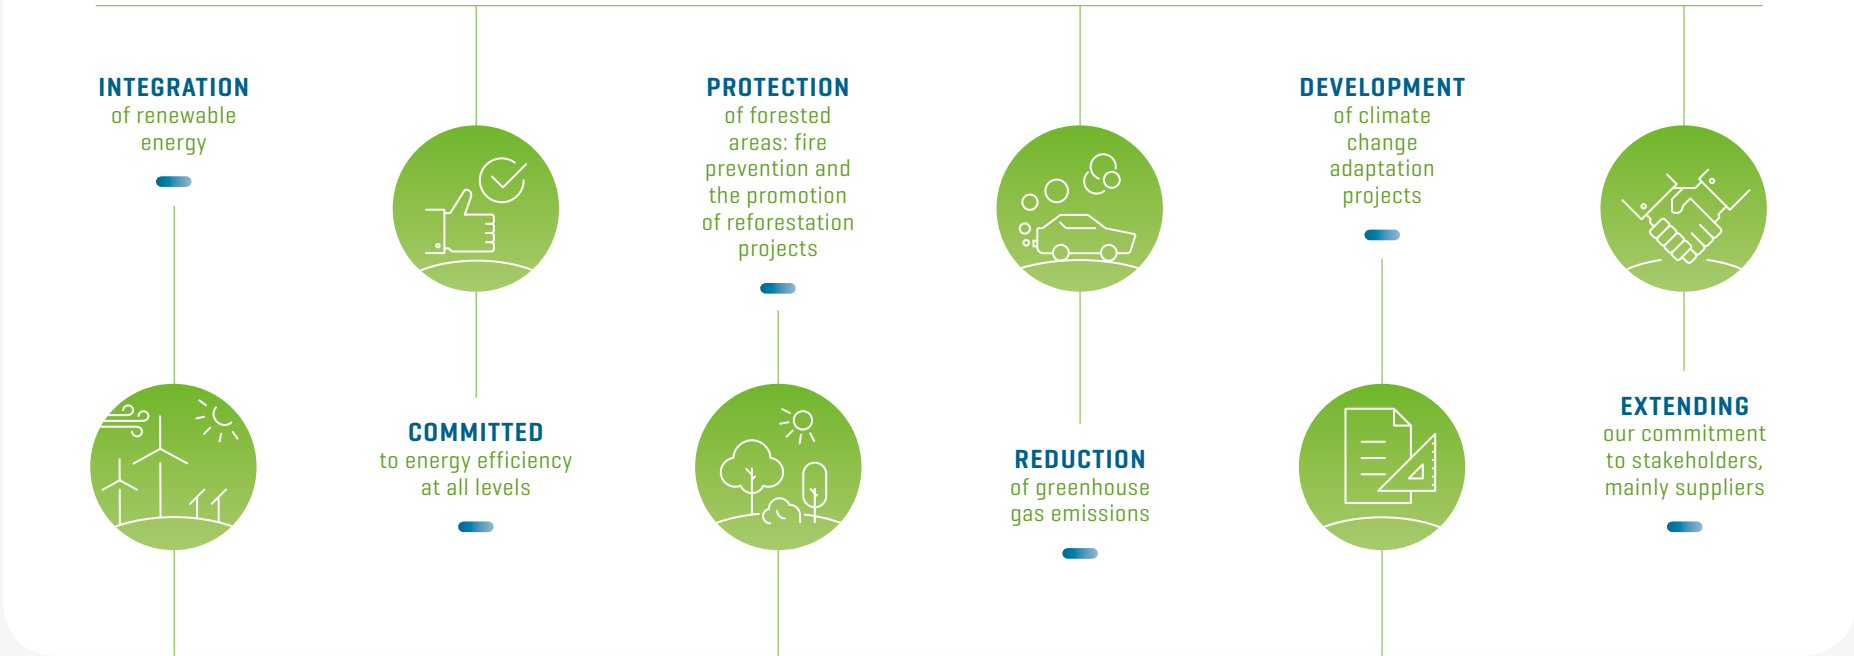 INTEGRATION
of renewable
energy
COMMITTED
to energy efficiency
at all levels
PROTECTION
of forested
areas: fire
prevention and
the promotion
of reforestation
projects
REDUCTION
of greenhouse
gas emissions
DEVELOPMENT
of climate
change
adaptation
projects
EXTENDING
our commitment
to stakeholders,
mainly suppliers